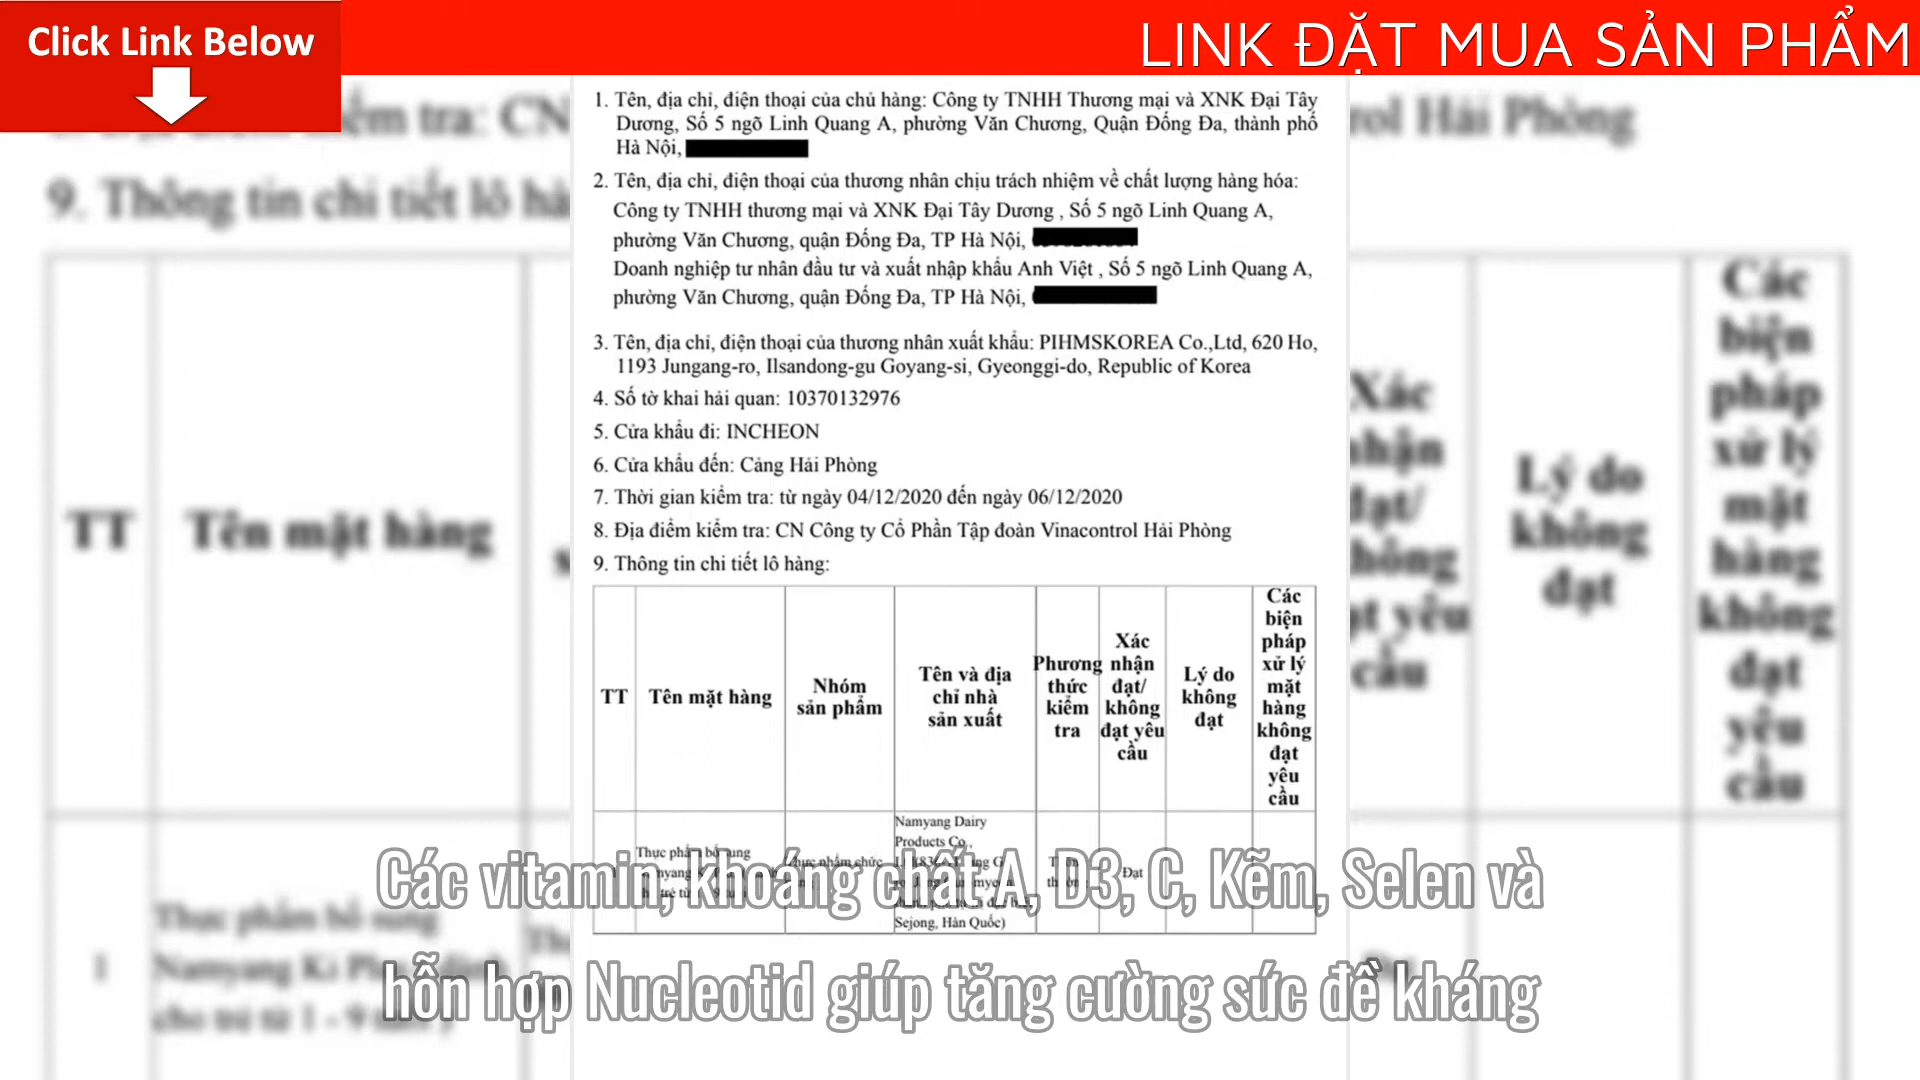 Click Link Below
LINK ĐẶT MUA SẢN PHẨM
1. Tên, địa chỉ, điện thoại của chủ hàng: Công ty TNHH Thương mại và XNK Đại Tây
Dương, Số 5 ngõ Linh Quang A, phường Văn Chương, Quận Đống Đa, thành phố
Hà Nội,
2. Tên, địa chỉ, điện thoại của thương nhân chịu trách nhiệm về chất lượng hàng hóa:
Công ty TNHH thương mại và XNK Đại Tây Dương , Số 5 ngõ Linh Quang A,
phường Văn Chương, quận Đống Đa, TP Hà Nội,
Doanh nghiệp tư nhân đầu tư và xuất nhập khẩu Anh Việt , Số 5 ngõ Linh Quang A,
phường Văn Chương, quận Đống Đa, TP Hà Nội,
3. Tên, địa chỉ, điện thoại của thương nhân xuất khẩu: PIHMSKOREA Co.,Ltd, 620 Ho,
1193 Jungang-ro, Ilsandong-gu Goyang-si, Gyeonggi-do, Republic of Korea
4. Số tờ khai hải quan: 10370132976
5. Cửa khẩu đi: INCHEON
6. Cửa khẩu đến: Cảng Hải Phòng
7. Thời gian kiểm tra: từ ngày 04/12/2020 đến ngày 06/12/2020
8. Địa điểm kiểm tra: CN Công ty Cổ Phần Tập đoàn Vinacontrol Hải Phòng
9. Thông tin chi tiết lô hàng:
TT
Tên mặt hàng
Nhóm
sản phẩm
Tên và địa
chỉ nhà
sản xuất
Phương
thức
kiểm
tra
Xác
nhận
đạt/
không
đạt yêu
cầu
Lý do
không
đạt
Các
biện
pháp
xử lý
mặt
hàng
không
đạt
yêu
cầu
Thực phẩm bổ sung
Namyang Dairy
Products Co.,
Sejong, Hàn Quốc)
Đạt
Các vitamin, khoáng chất A, D3, C, Kẽm, Selen và
hỗn hợp Nucleotid giúp tăng cường sức đề kháng